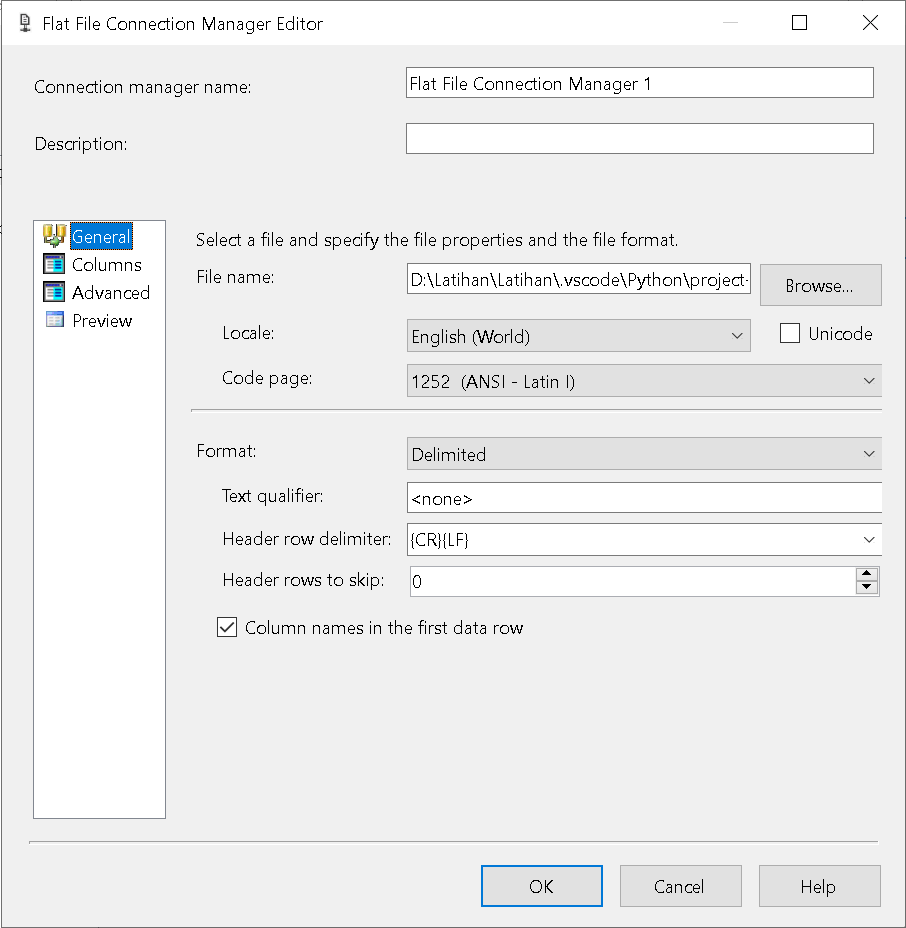 Flat File Connection Manager Editor
Connection manager name:
Flat File Connection Manager 1
Description:
General
Columns
Advanced
Preview
Select a file and specify the file properties and the file format.
File name:
D:\Latihan\Latihan\.vscode\Python\project-
Browse...
Locale:
English (World)
Unicode
Code page:
1252 (ANSI - Latin I)
Format:
Delimited
Text qualifier:
<none>
Header row delimiter:
{CR}{LF}
Header rows to skip:
0
Column names in the first data row
OK
Cancel
Help